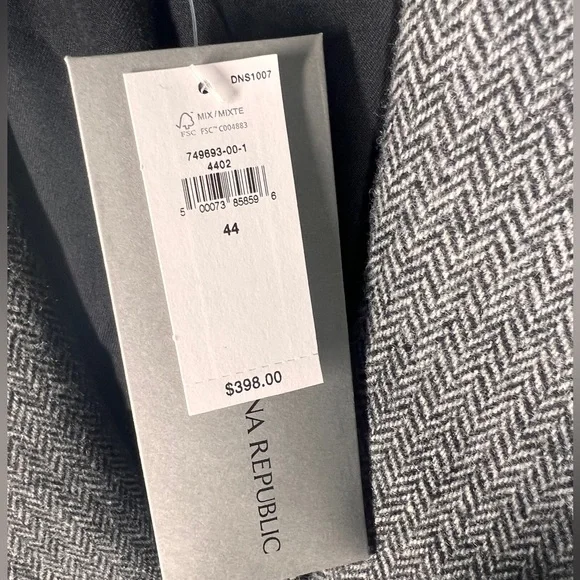 DNS1007
MIX/MIXTE
FSC FSC™ C004883
749693-00-1
4402
5 00073 85859 6
44
$398.00
NA REPUBLIC